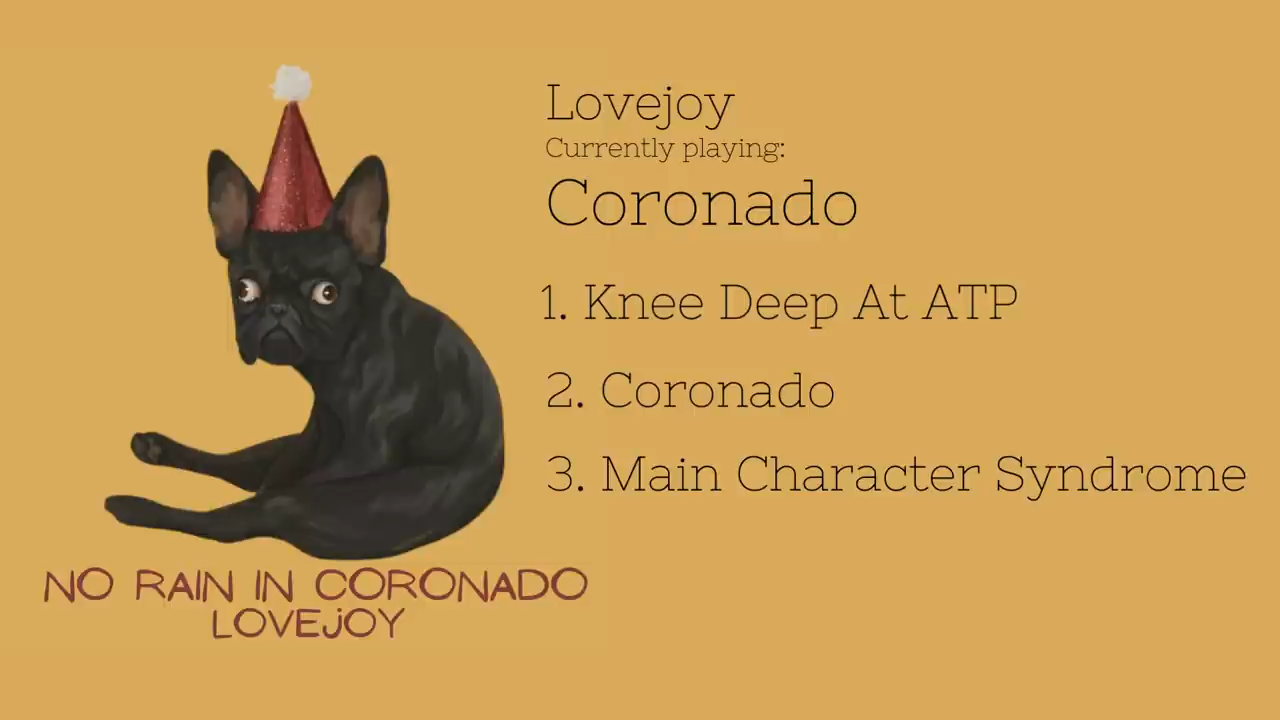 Lovejoy
Currently playing:
Coronado
1. Knee Deep At ATP
2. Coronado
3. Main Character Syndrome
NO RAIN IN CORONADO
LOVEjOY